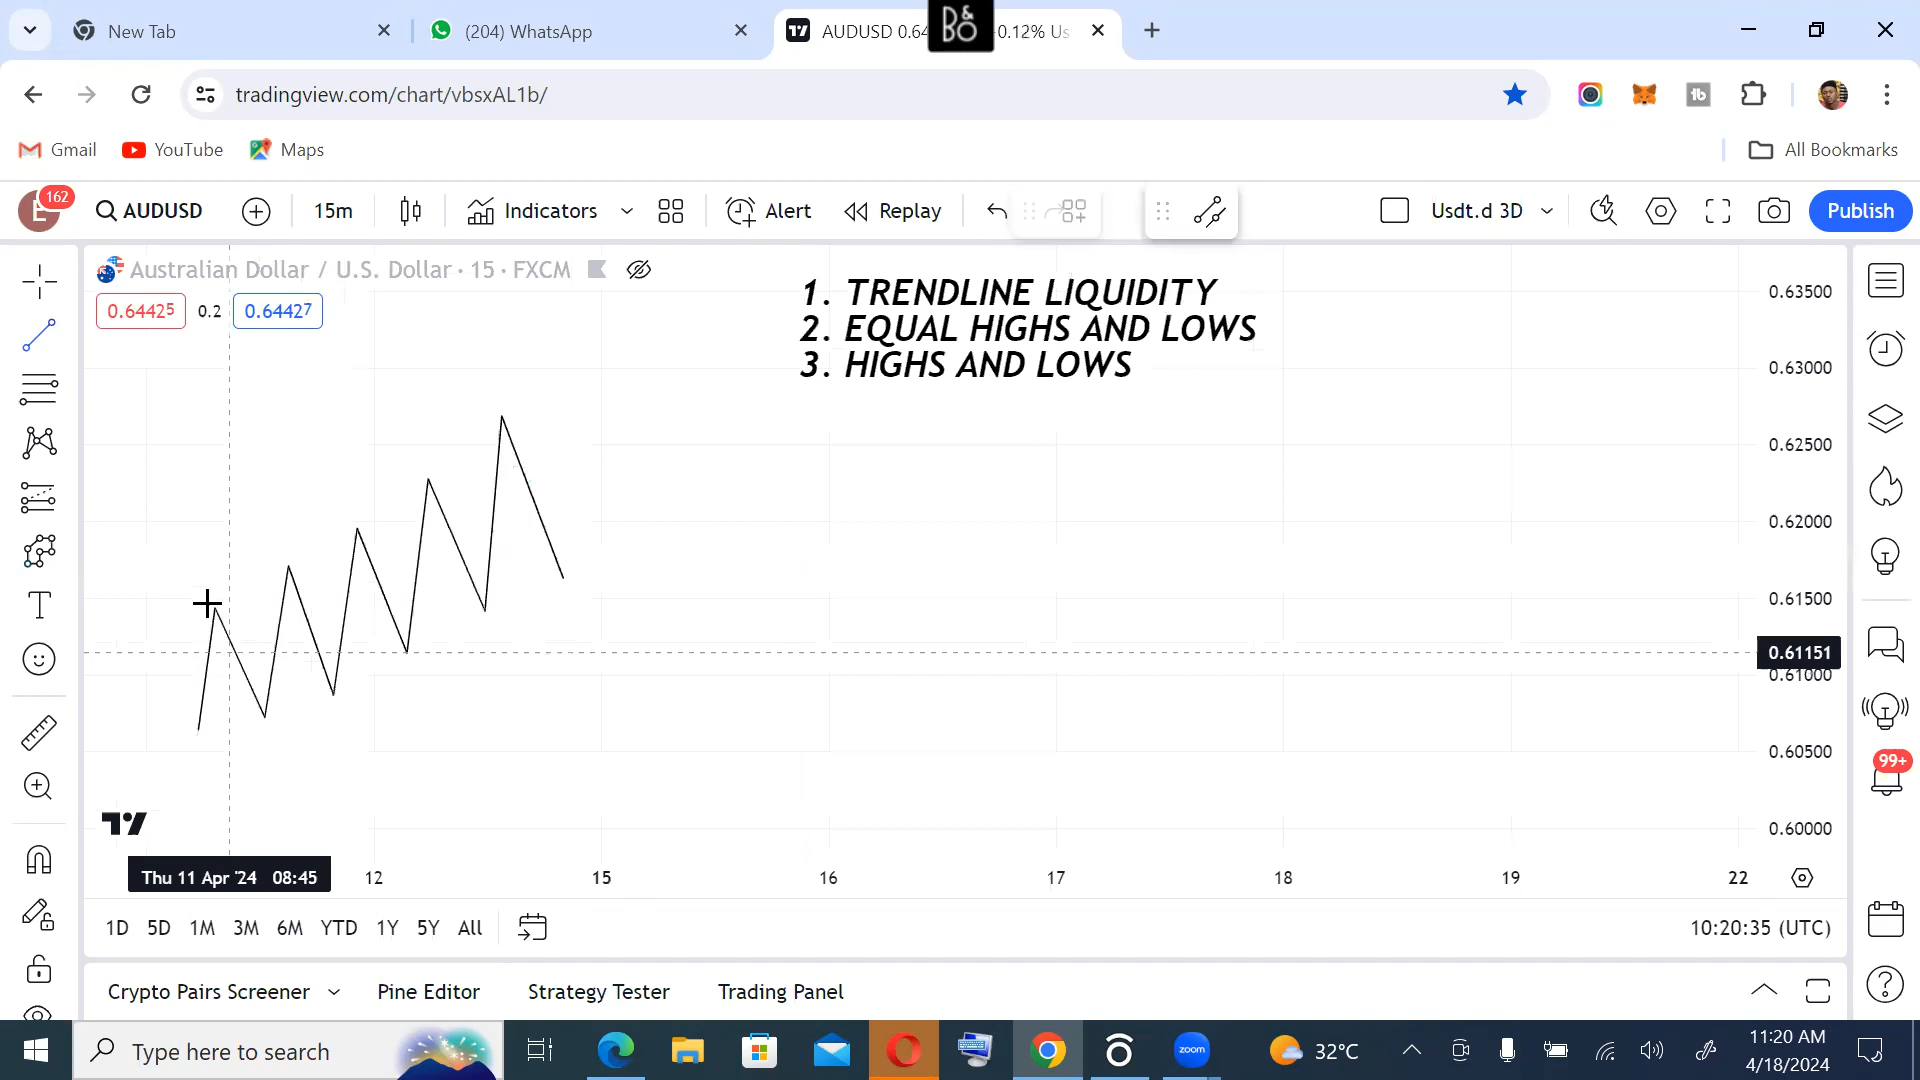 New Tab
(204) WhatsApp
AUDUSD 0.64
B&O
0.12% Us
tradingview.com/chart/vbsxAL1b/
Gmail
YouTube
Maps
All Bookmarks
E
162
AUDUSD
15m
Indicators
Alert
Replay
Usdt.d 3D
Publish
Australian Dollar / U.S. Dollar · 15 · FXCM
0.64425
0.2
0.64427
1. TRENDLINE LIQUIDITY
2. EQUAL HIGHS AND LOWS
3. HIGHS AND LOWS
0.63500
0.63000
0.62500
0.62000
0.61500
0.61151
0.61000
0.60500
0.60000
99+
Thu 11 Apr '24 08:45
12
15
16
17
18
19
22
1D
5D
1M
3M
6M
YTD
1Y
5Y
All
10:20:35 (UTC)
Crypto Pairs Screener
Pine Editor
Strategy Tester
Trading Panel
Type here to search
zoom
32°C
11:20 AM
4/18/2024